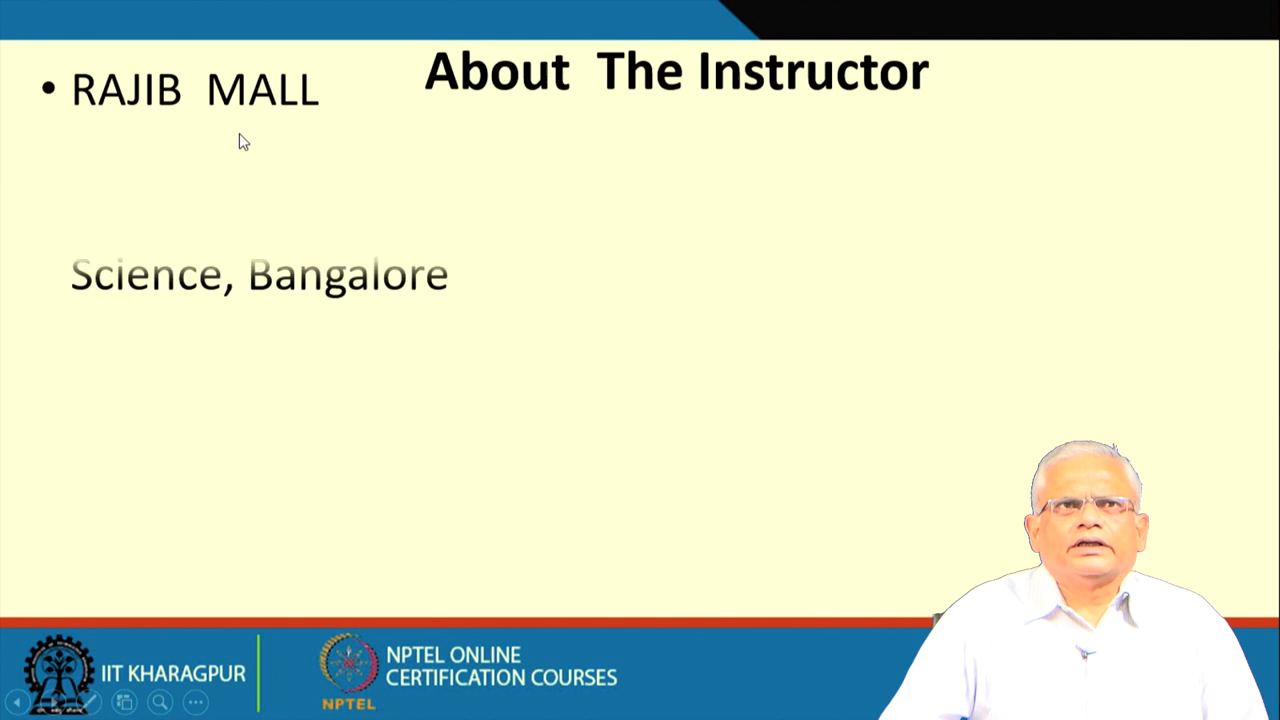 About The Instructor
• RAJIB MALL
Science, Bangalore
IIT KHARAGPUR
NPTEL
NPTEL ONLINE
CERTIFICATION COURSES